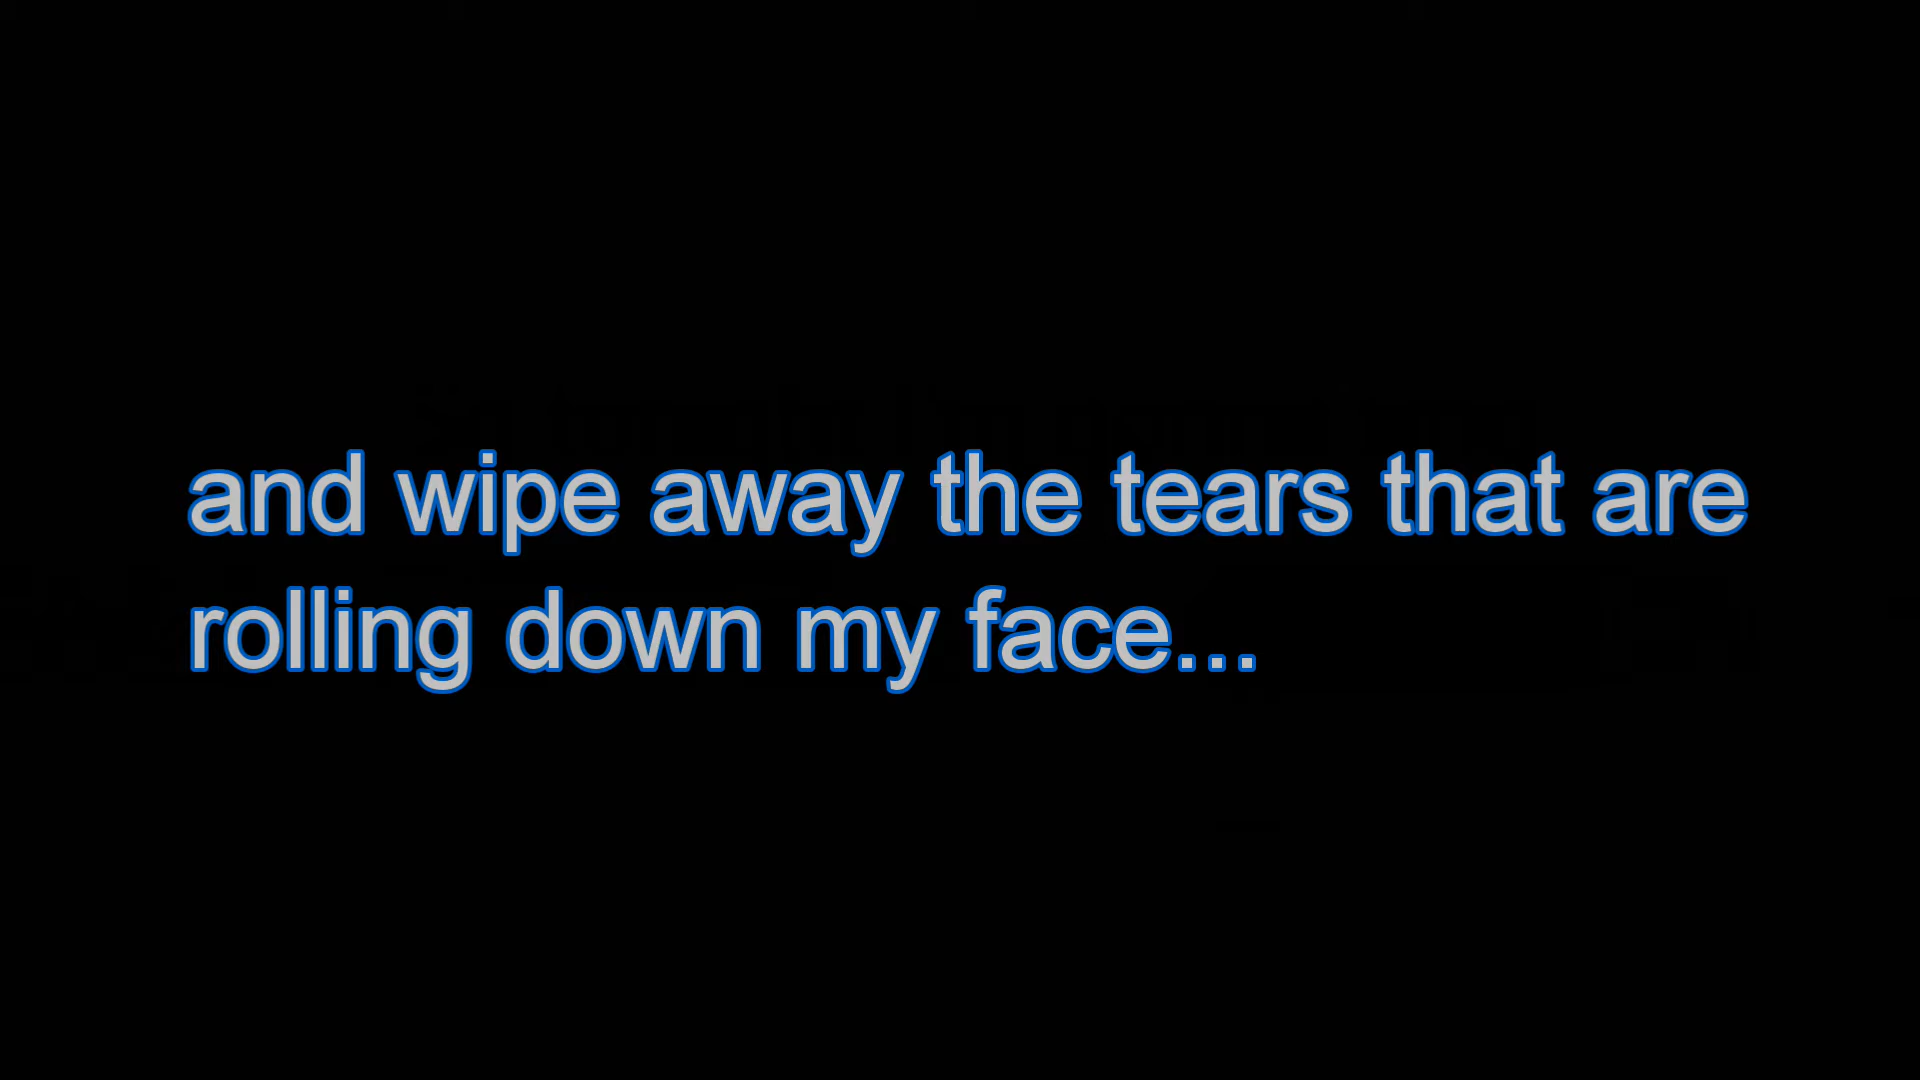 and wipe away the tears that are
rolling down my face...